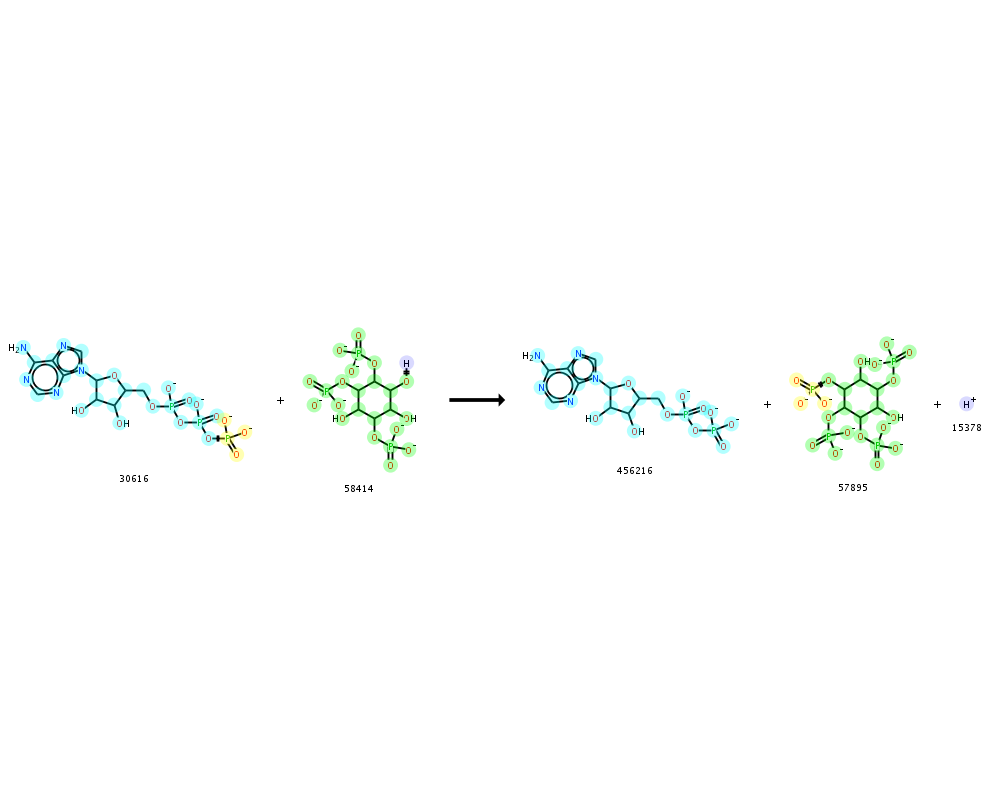 H2N N N N N O HO OH O O- P O O O- P O O O- P O- O
+
O O- P O- O H O O P O- O- O HO OH O P O- O- O
H2N N N N N O HO OH O O- P O O O- P O- O
+
O- P O O- O OH O P O- O- O OH O P O- O- O O P O- O- O
+
H+
30616
58414
456216
57895
15378